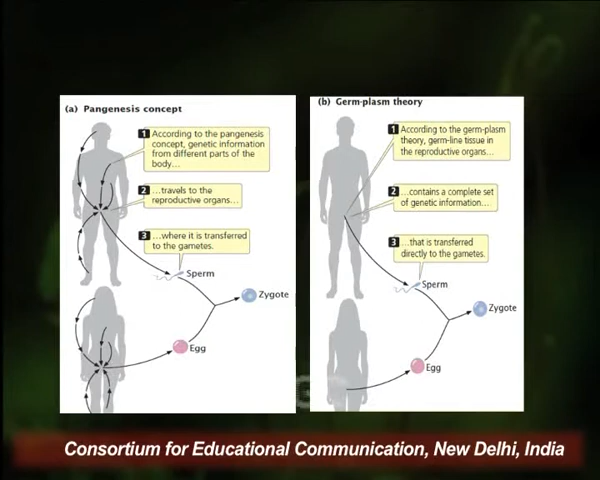 (a) Pangenesis concept
1 According to the pangenesis
concept, genetic information
from different parts of the
body…
2 …travels to the
reproductive organs…
3 …where it is transferred
to the gametes.
Sperm
Zygote
Egg
(b) Germ-plasm theory
1 According to the germ-plasm
theory, germ-line tissue in
the reproductive organs…
2 …contains a complete set
of genetic information…
3 …that is transferred
directly to the gametes.
Sperm
Zygote
Egg
Consortium for Educational Communication, New Delhi, India